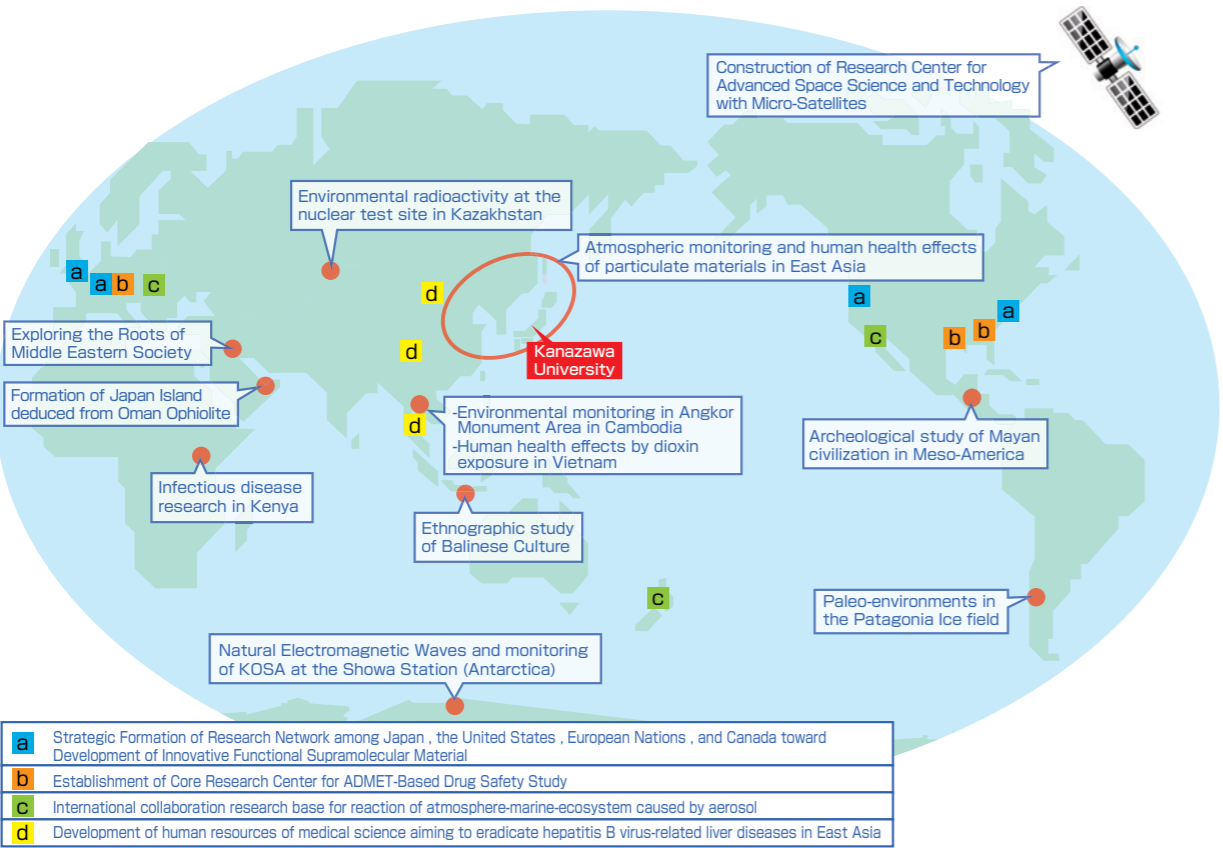 Construction of Research Center for
Advanced Space Science and Technology
with Micro-Satellites
Environmental radioactivity at the
nuclear test site in Kazakhstan
Atmospheric monitoring and human health effects
of particulate materials in East Asia
a
a
b
c
d
d
d
a
c
b
b
a
Exploring the Roots of
Middle Eastern Society
Kanazawa
University
Formation of Japan Island
deduced from Oman Ophiolite
-Environmental monitoring in Angkor
Monument Area in Cambodia
-Human health effects by dioxin
exposure in Vietnam
Archeological study of Mayan
civilization in Meso-America
Infectious disease
research in Kenya
Ethnographic study
of Balinese Culture
c
Paleo-environments in
the Patagonia Ice field
Natural Electromagnetic Waves and monitoring
of KOSA at the Showa Station (Antarctica)
a Strategic Formation of Research Network among Japan , the United States , European Nations , and Canada toward
Development of Innovative Functional Supramolecular Material
b Establishment of Core Research Center for ADMET-Based Drug Safety Study
c International collaboration research base for reaction of atmosphere-marine-ecosystem caused by aerosol
d Development of human resources of medical science aiming to eradicate hepatitis B virus-related liver diseases in East Asia